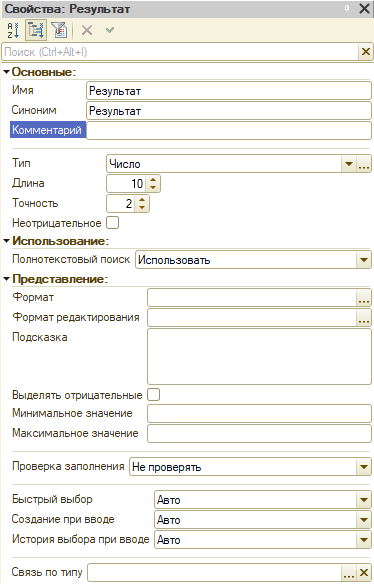 Свойства: Результат
Поиск (Ctrl+Alt+I)
Основные:
Имя Результат
Синоним Результат
Комментарий
Тип Число
Длина 10
Точность 2
Неотрицательное
Использование:
Полнотекстовый поиск Использовать
Представление:
Формат
Формат редактирования
Подсказка
Выделять отрицательные
Минимальное значение
Максимальное значение
Проверка заполнения Не проверять
Быстрый выбор Авто
Создание при вводе Авто
История выбора при вводе Авто
Связь по типу